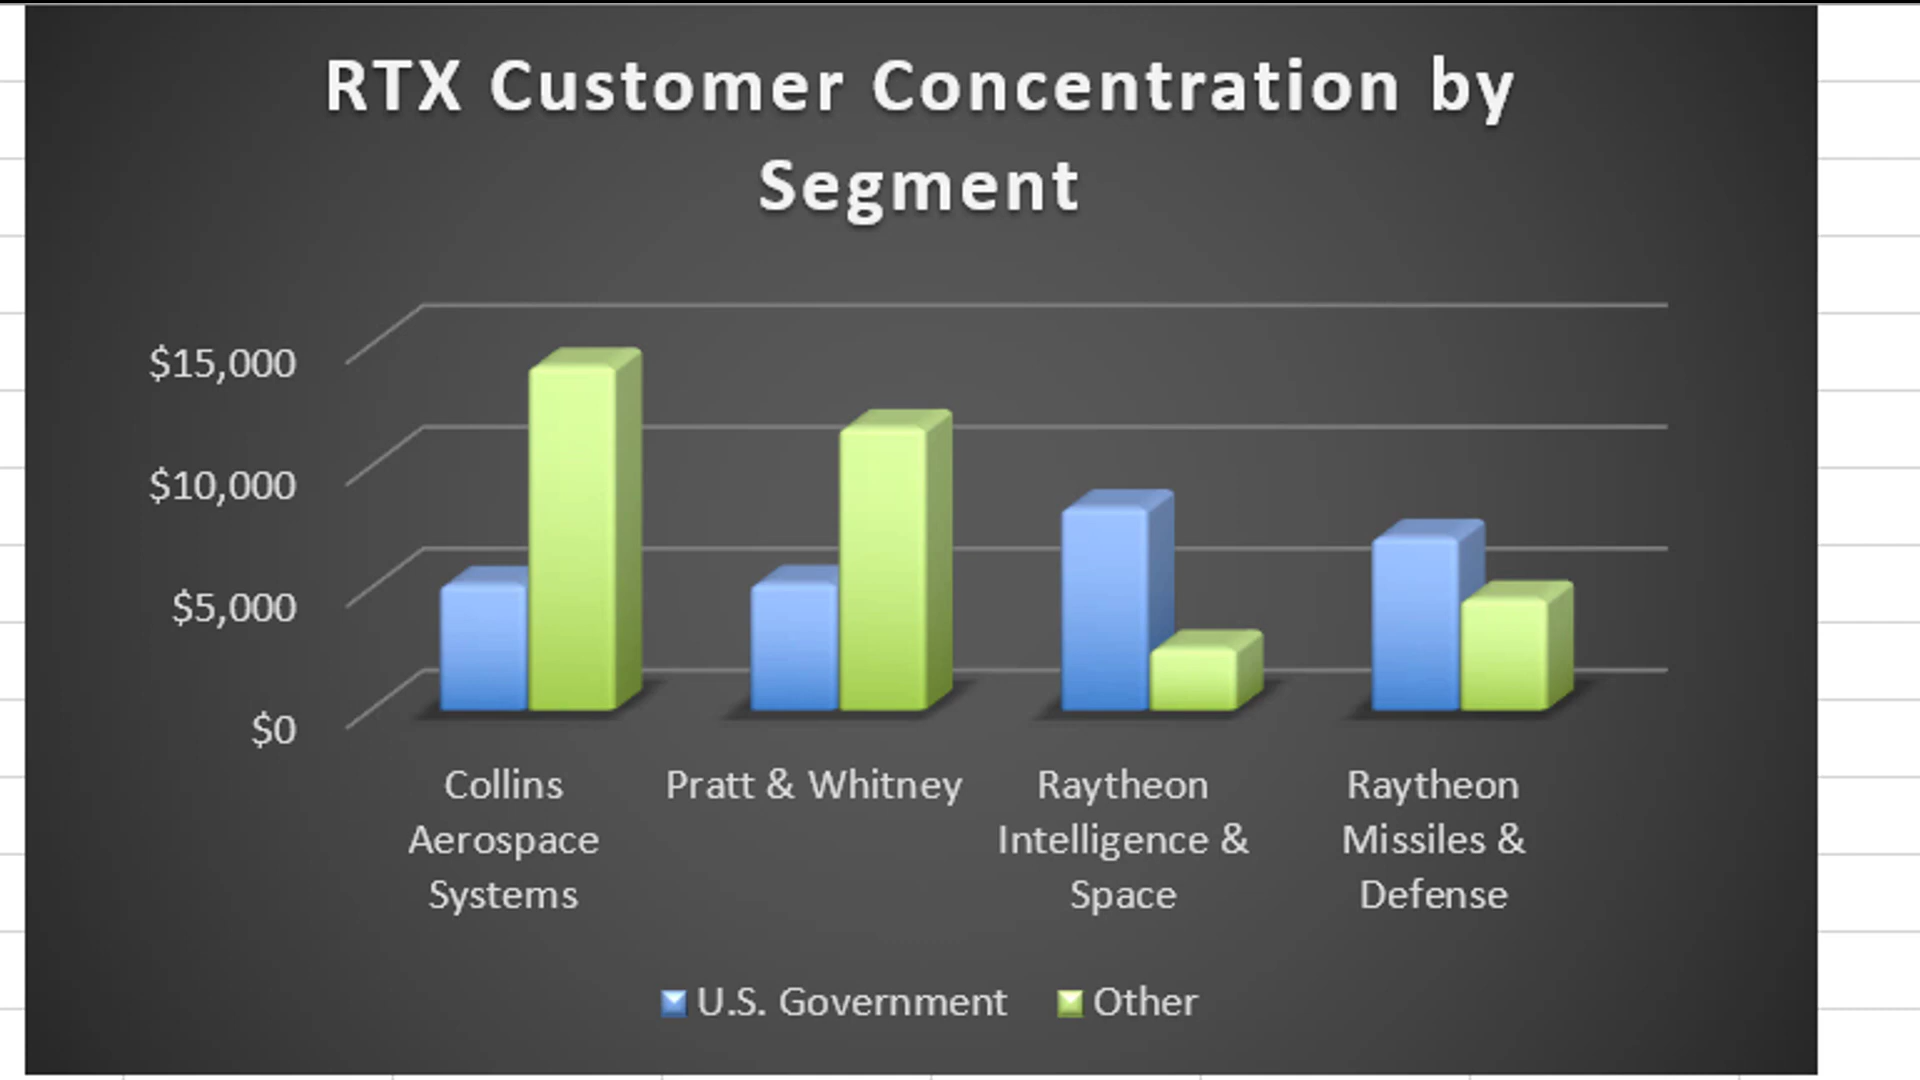 RTX Customer Concentration by
Segment
$15,000
$10,000
$5,000
$0
Collins
Aerospace
Systems
Pratt & Whitney
Raytheon
Intelligence &
Space
Raytheon
Missiles &
Defense
U.S. Government
Other